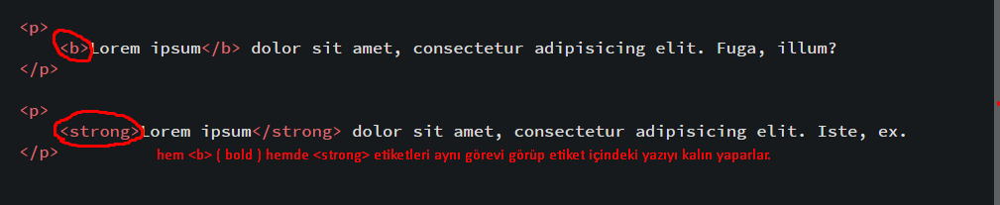 <p>
<b>Lorem ipsum</b> dolor sit amet, consectetur adipisicing elit. Fuga, illum?
</p>
<p>
<strong>Lorem ipsum</strong> dolor sit amet, consectetur adipisicing elit. Iste, ex.
</p>
hem <b> ( bold ) hemde <strong> etiketleri aynı görevi görüp etiket içindeki yazıyı kalın yaparlar.